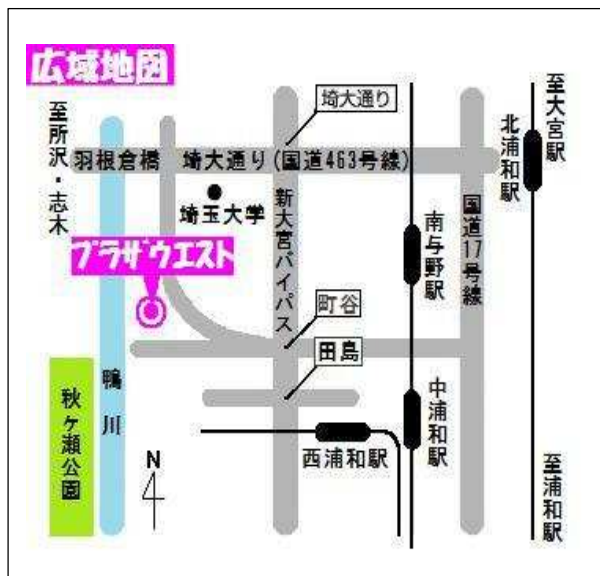 広域地図
埼大通り
至大宮駅
北浦和駅
至所沢・志木
羽根倉橋
埼大通り(国道463号線)
埼玉大学
新大宮バイパス
南与野駅
国道17号線
プラザウエスト
町谷
田島
鴨川
秋ヶ瀬公園
N
西浦和駅
中浦和駅
至浦和駅